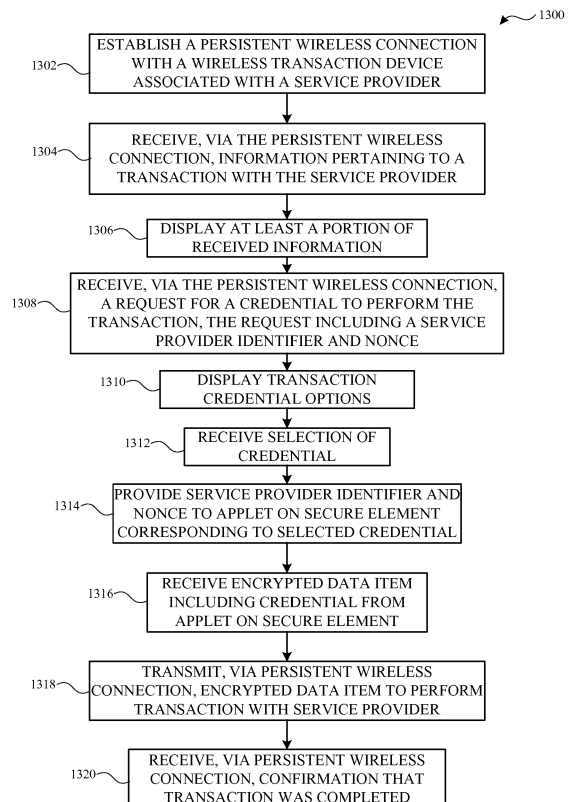 1300
1302
ESTABLISH A PERSISTENT WIRELESS CONNECTION
WITH A WIRELESS TRANSACTION DEVICE
ASSOCIATED WITH A SERVICE PROVIDER
1304
RECEIVE, VIA THE PERSISTENT WIRELESS
CONNECTION, INFORMATION PERTAINING TO A
TRANSACTION WITH THE SERVICE PROVIDER
1306
DISPLAY AT LEAST A PORTION OF
RECEIVED INFORMATION
1308
RECEIVE, VIA THE PERSISTENT WIRELESS CONNECTION,
A REQUEST FOR A CREDENTIAL TO PERFORM THE
TRANSACTION, THE REQUEST INCLUDING A SERVICE
PROVIDER IDENTIFIER AND NONCE
1310
DISPLAY TRANSACTION
CREDENTIAL OPTIONS
1312
RECEIVE SELECTION OF
CREDENTIAL
1314
PROVIDE SERVICE PROVIDER IDENTIFIER AND
NONCE TO APPLET ON SECURE ELEMENT
CORRESPONDING TO SELECTED CREDENTIAL
1316
RECEIVE ENCRYPTED DATA ITEM
INCLUDING CREDENTIAL FROM
APPLET ON SECURE ELEMENT
1318
TRANSMIT, VIA PERSISTENT WIRELESS
CONNECTION, ENCRYPTED DATA ITEM TO PERFORM
TRANSACTION WITH SERVICE PROVIDER
1320
RECEIVE, VIA PERSISTENT WIRELESS
CONNECTION, CONFIRMATION THAT
TRANSACTION WAS COMPLETED